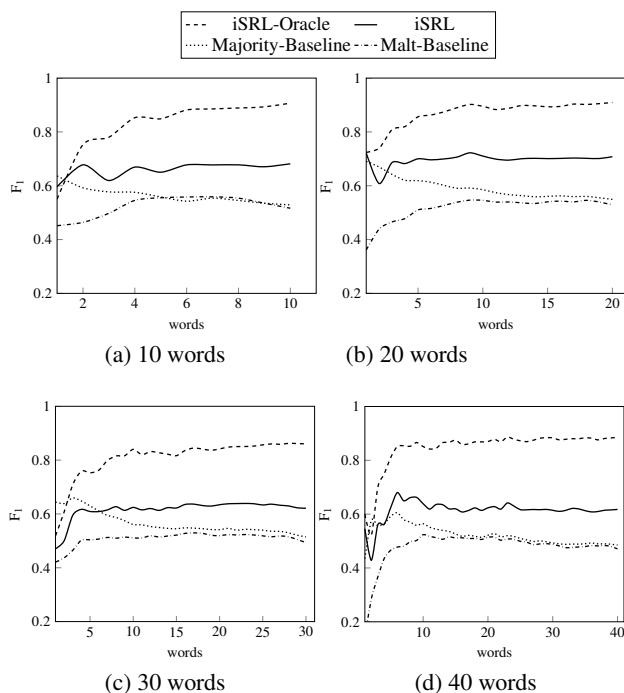 iSRL-Oracle iSRL
Majority-Baseline Malt-Baseline
1
0.8
0.6
0.4
0.2
F1
2 4 6 8 10
words
(a) 10 words
1
0.8
0.6
0.4
0.2
F1
5 10 15 20
words
(b) 20 words
1
0.8
0.6
0.4
0.2
F1
5 10 15 20 25 30
words
(c) 30 words
1
0.8
0.6
0.4
0.2
F1
10 20 30 40
words
(d) 40 words